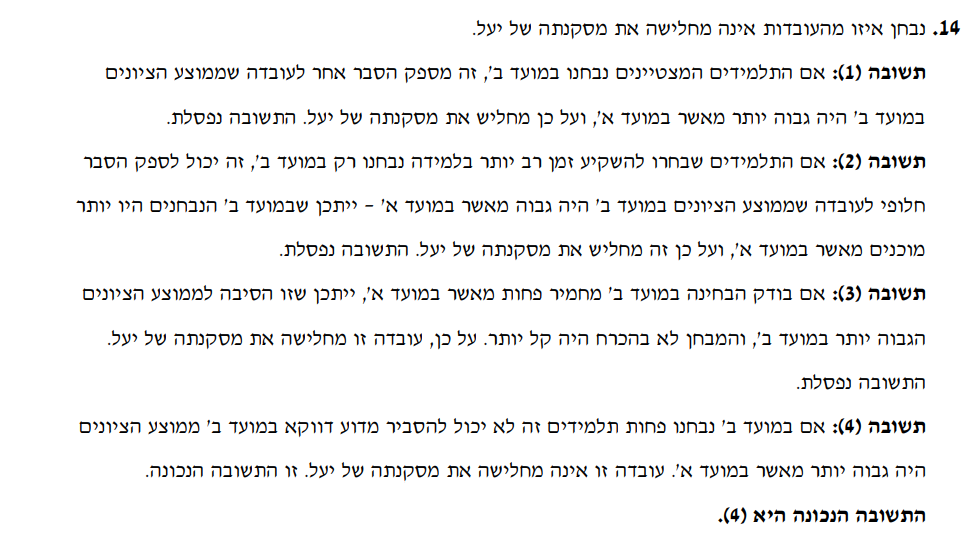 14. נבחן איזו מהעובדות אינה מחלישה את מסקנתה של יעל.
תשובה (1): אם התלמידים המצטיינים נבחנו במועד ב', זה מספק הסבר אחר לעובדה שממוצע הציונים
במועד ב' היה גבוה יותר מאשר במועד א', ועל כן מחליש את מסקנתה של יעל. התשובה נפסלת.
תשובה (2): אם התלמידים שבחרו להשקיע זמן רב יותר בלמידה נבחנו רק במועד ב', זה יכול לספק הסבר
חלופי לעובדה שממוצע הציונים במועד ב' היה גבוה מאשר במועד א' – ייתכן שבמועד ב' הנבחנים היו יותר
מוכנים מאשר במועד א', ועל כן זה מחליש את מסקנתה של יעל. התשובה נפסלת.
תשובה (3): אם בודק הבחינה במועד ב' מחמיר פחות מאשר במועד א', ייתכן שזו הסיבה לממוצע הציונים
הגבוה יותר במועד ב', והמבחן לא בהכרח היה קל יותר. על כן, עובדה זו מחלישה את מסקנתה של יעל.
התשובה נפסלת.
תשובה (4): אם במועד ב' נבחנו פחות תלמידים זה לא יכול להסביר מדוע דווקא במועד ב' ממוצע הציונים
היה גבוה יותר מאשר במועד א'. עובדה זו אינה מחלישה את מסקנתה של יעל. זו התשובה הנכונה.
התשובה הנכונה היא (4).